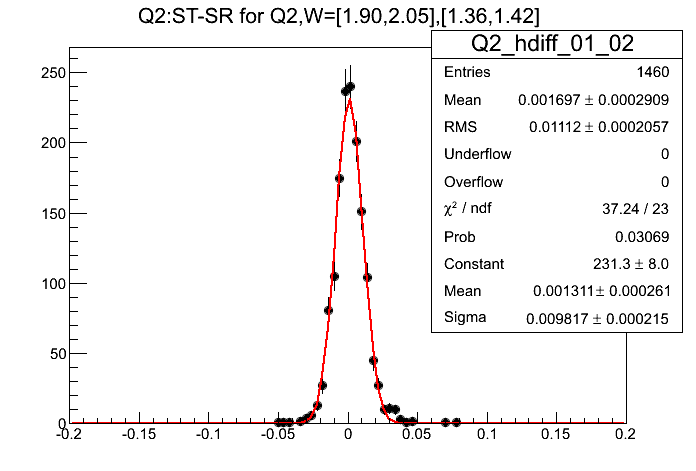 Q2:ST-SR for Q2,W=[1.90,2.05],[1.36,1.42]
Q2_hdiff_01_02
Entries 1460
Mean 0.001697 ± 0.0002909
RMS 0.01112 ± 0.0002057
Underflow 0
Overflow 0
χ² / ndf 37.24 / 23
Prob 0.03069
Constant 231.3 ± 8.0
Mean 0.001311 ± 0.000261
Sigma 0.009817 ± 0.000215
250
200
150
100
50
0
-0.2 -0.15 -0.1 -0.05 0 0.05 0.1 0.15 0.2